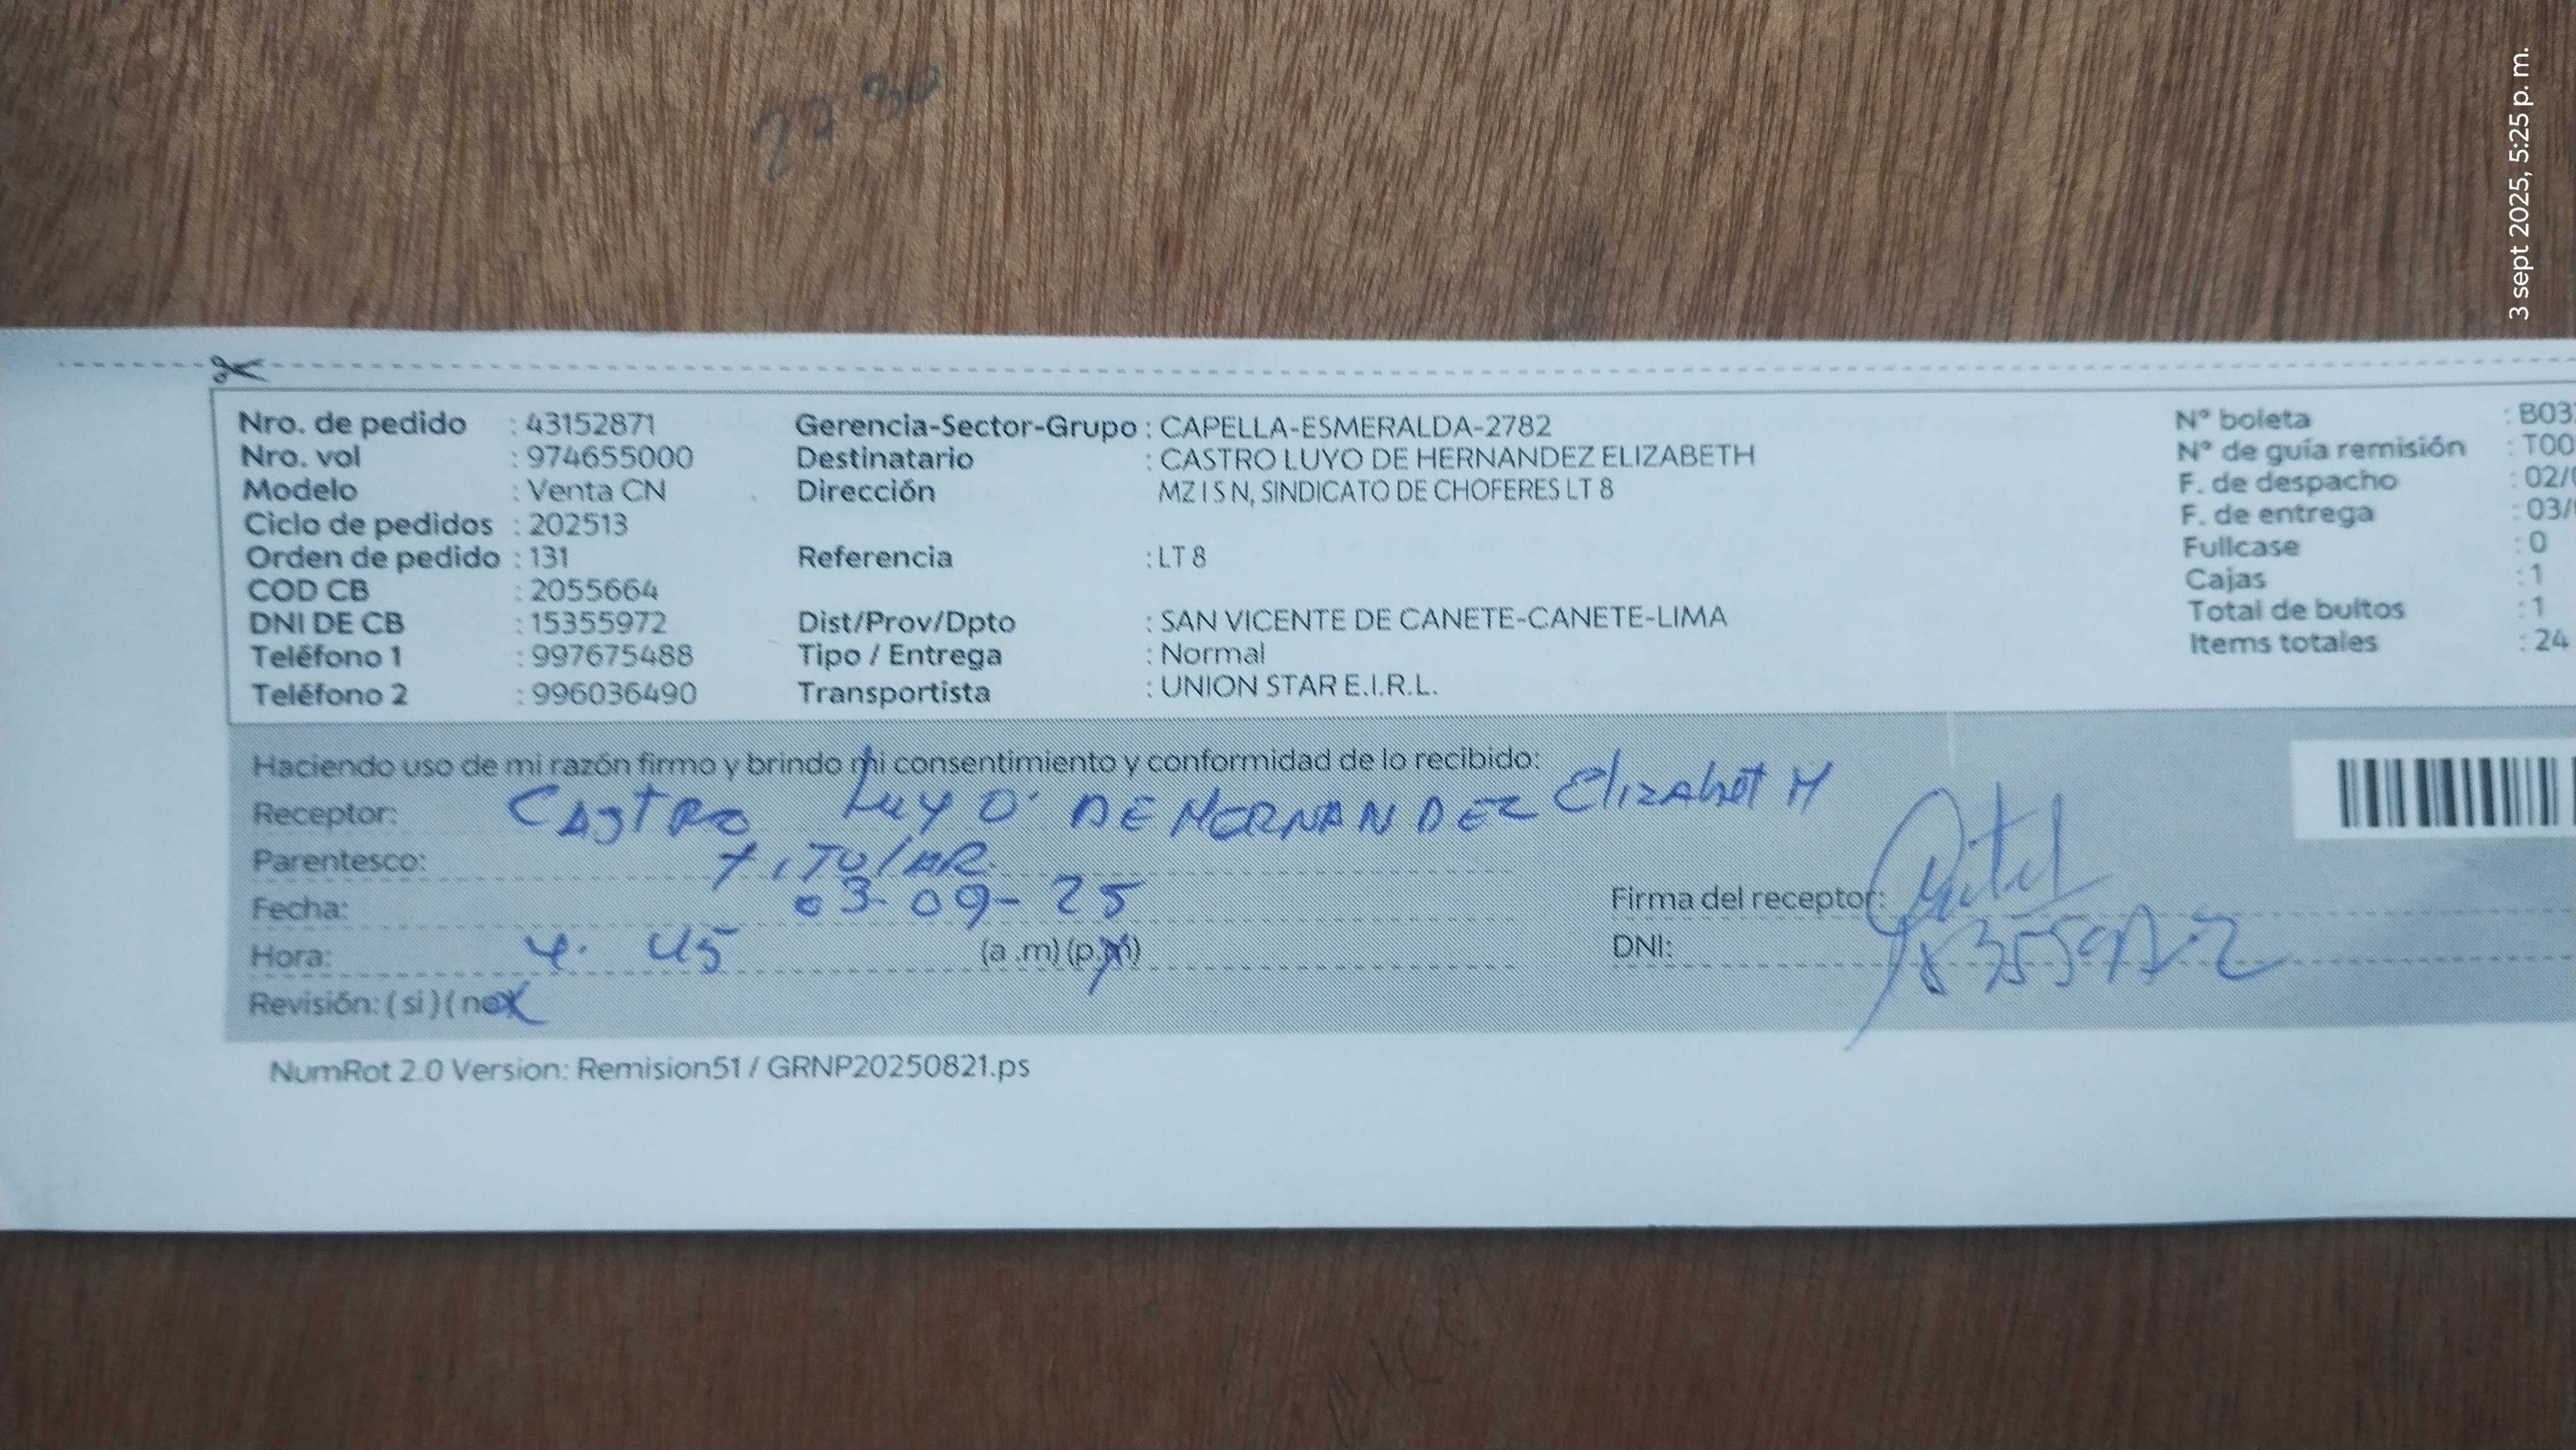 3 sept 2025, 5:25 p. m.
Nro. de pedido : 43152871
Nro. vol : 974655000
Modelo : Venta CN
Ciclo de pedidos : 202513
Orden de pedido : 131
COD CB : 2055664
DNI DE CB : 15355972
Teléfono 1 : 997675488
Teléfono 2 : 996036490
Gerencia-Sector-Grupo : CAPELLA-ESMERALDA-2782
Destinatario : CASTRO LUYO DE HERNANDEZ ELIZABETH
Dirección MZ I S N, SINDICATO DE CHOFERES LT 8
Referencia : LT 8
Dist/Prov/Dpto : SAN VICENTE DE CANETE-CANETE-LIMA
Tipo / Entrega : Normal
Transportista : UNION STAR E.I.R.L.
N° boleta : B03
N° de guía remisión : T00
F. de despacho : 02/
F. de entrega : 03/
Fullcase : 0
Cajas : 1
Total de bultos : 1
Items totales : 24
Haciendo uso de mi razón firmo y brindo mi consentimiento y conformidad de lo recibido:
Receptor: CASTRO LUYO DE HERNANDEZ Elizabet H
Parentesco: TITULAR
Fecha: 03-09-25
Hora: 4. 45 (a .m) (p.m)
Revisión: ( si ) ( no
Firma del receptor:
DNI: 15355972
NumRot 2.0 Version: Remision51 / GRNP20250821.ps